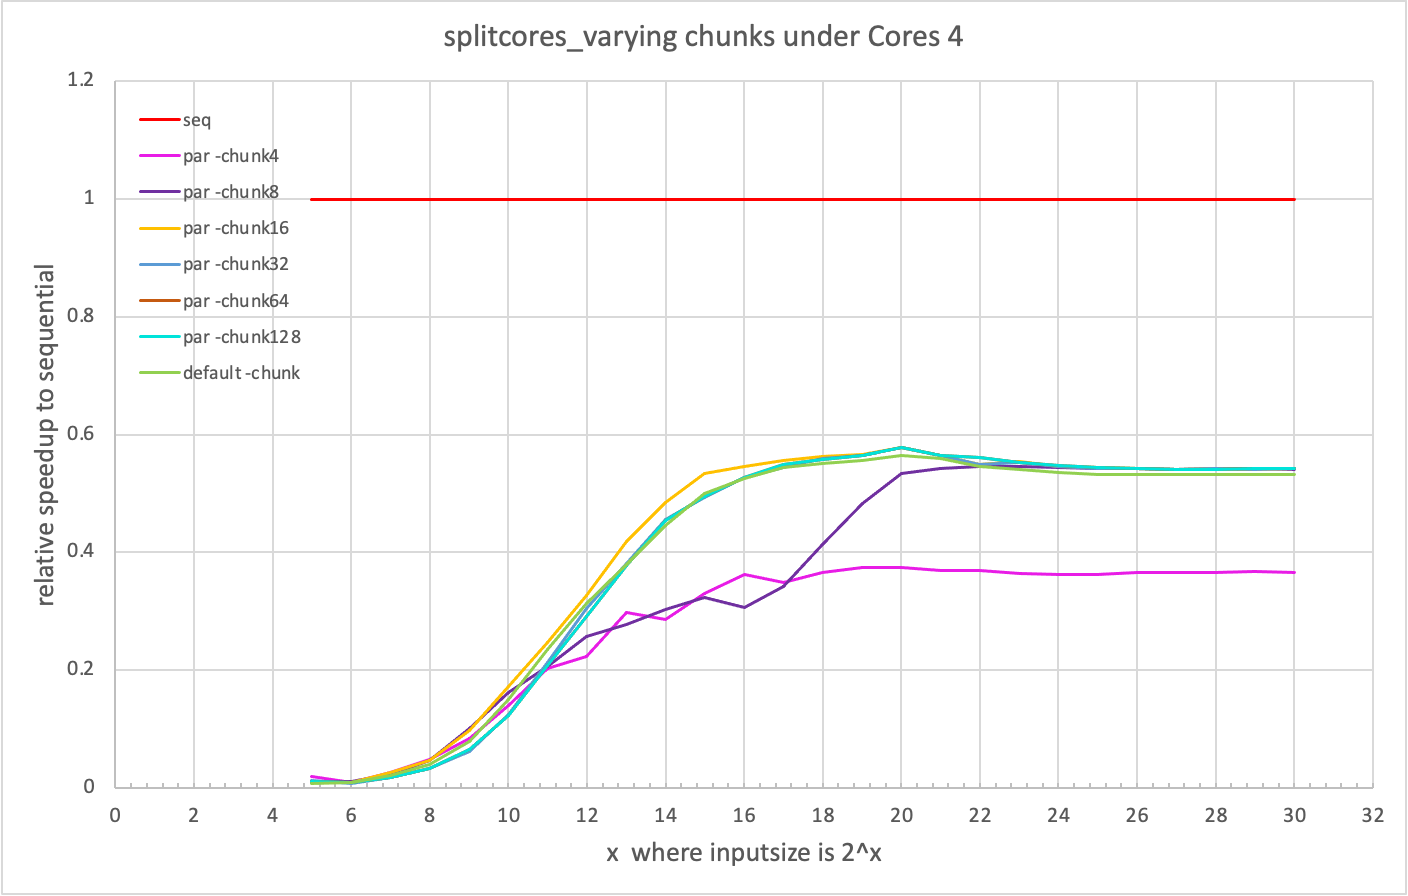 splitcores_varying chunks under Cores 4
1.2
1
0.8
0.6
0.4
0.2
0
seq
par -chunk4
par -chunk8
par -chunk16
par -chunk32
par -chunk64
par -chunk128
default -chunk
relative speedup to sequential
0 2 4 6 8 10 12 14 16 18 20 22 24 26 28 30 32
x where inputsize is 2^x